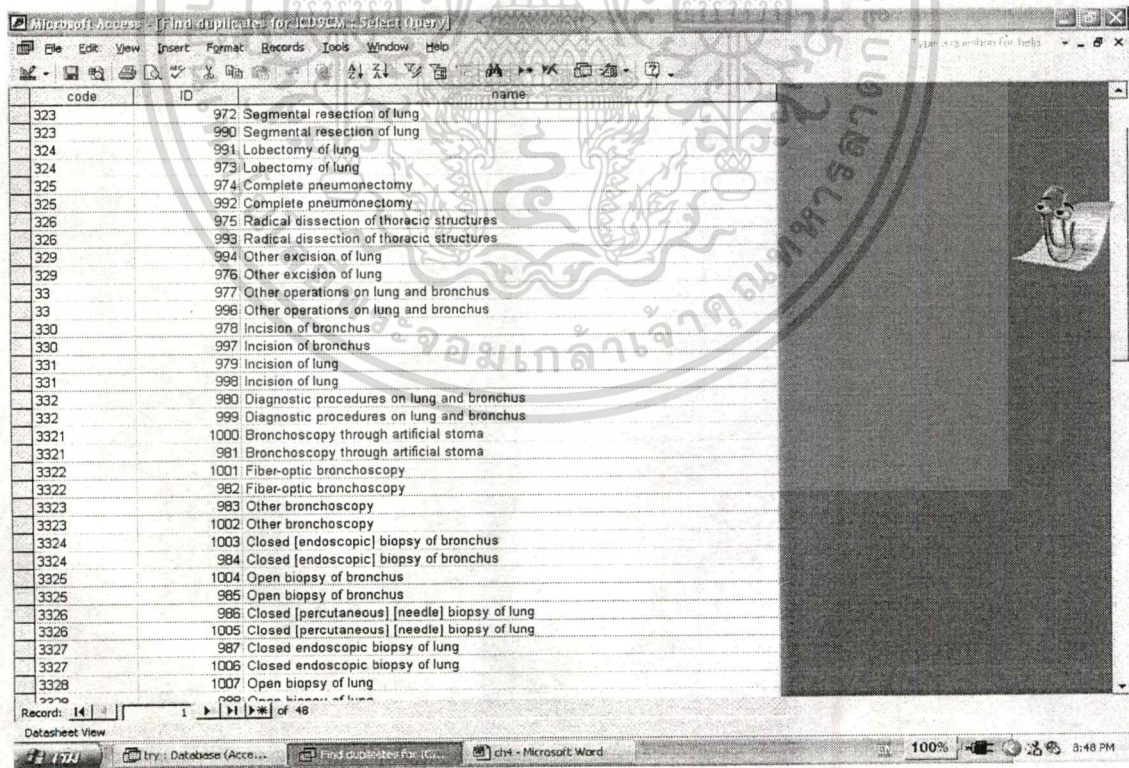 Microsoft Access - [Find duplicates for ICD9CM : Select Query]
File Edit View Insert Format Records Tools Window Help
code ID name
323 972 Segmental resection of lung
323 990 Segmental resection of lung
324 991 Lobectomy of lung
324 973 Lobectomy of lung
325 974 Complete pneumonectomy
325 992 Complete pneumonectomy
326 975 Radical dissection of thoracic structures
326 993 Radical dissection of thoracic structures
329 994 Other excision of lung
329 976 Other excision of lung
33 977 Other operations on lung and bronchus
33 996 Other operations on lung and bronchus
330 978 Incision of bronchus
330 997 Incision of bronchus
331 979 Incision of lung
331 998 Incision of lung
332 980 Diagnostic procedures on lung and bronchus
332 999 Diagnostic procedures on lung and bronchus
3321 1000 Bronchoscopy through artificial stoma
3321 981 Bronchoscopy through artificial stoma
3322 1001 Fiber-optic bronchoscopy
3322 982 Fiber-optic bronchoscopy
3323 983 Other bronchoscopy
3323 1002 Other bronchoscopy
3324 1003 Closed [endoscopic] biopsy of bronchus
3324 984 Closed [endoscopic] biopsy of bronchus
3325 1004 Open biopsy of bronchus
3325 985 Open biopsy of bronchus
3326 986 Closed [percutaneous] [needle] biopsy of lung
3326 1005 Closed [percutaneous] [needle] biopsy of lung
3327 987 Closed endoscopic biopsy of lung
3327 1006 Closed endoscopic biopsy of lung
3328 1007 Open biopsy of lung
Record: 1 of 48
Datasheet View
try : Database (Acce... Find duplicates for IC... ch4 - Microsoft Word EN 100% 8:48 PM